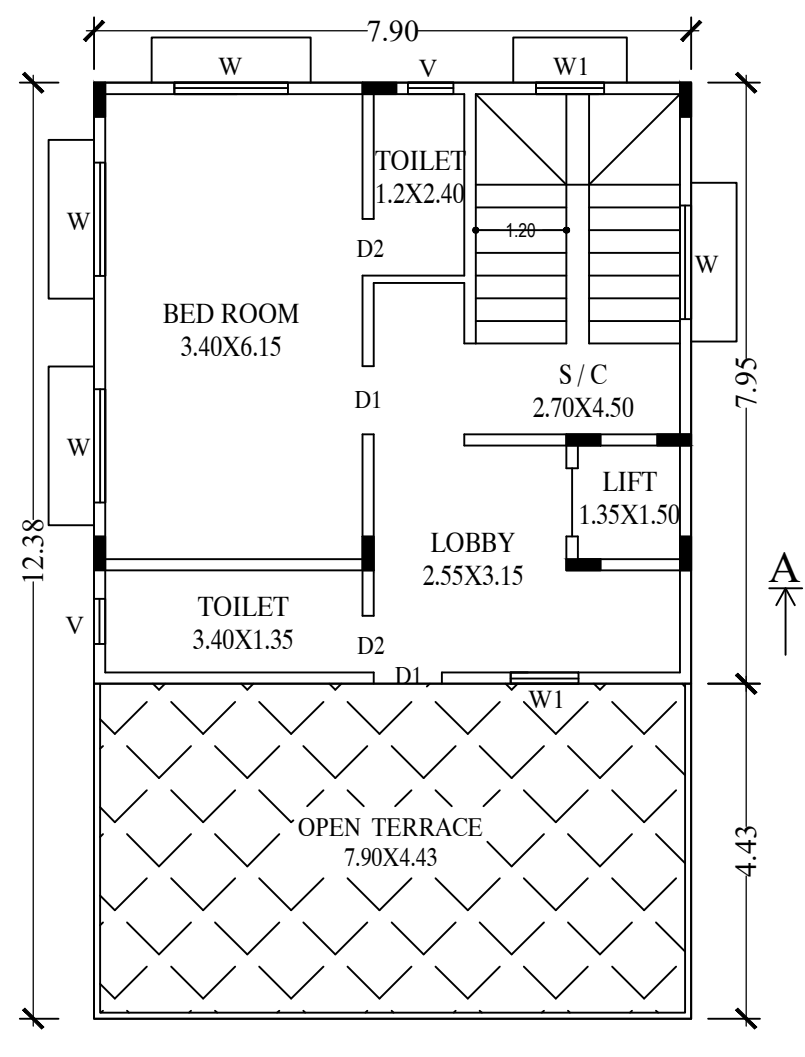 7.90
W
V
W1
TOILET
1.2X2.40
W
1.20
D2
W
BED ROOM
3.40X6.15
S / C
2.70X4.50
D1
7.95
W
LIFT
1.35X1.50
12.38
LOBBY
2.55X3.15
A
TOILET
3.40X1.35
V
D2
D1
W1
OPEN TERRACE
7.90X4.43
4.43